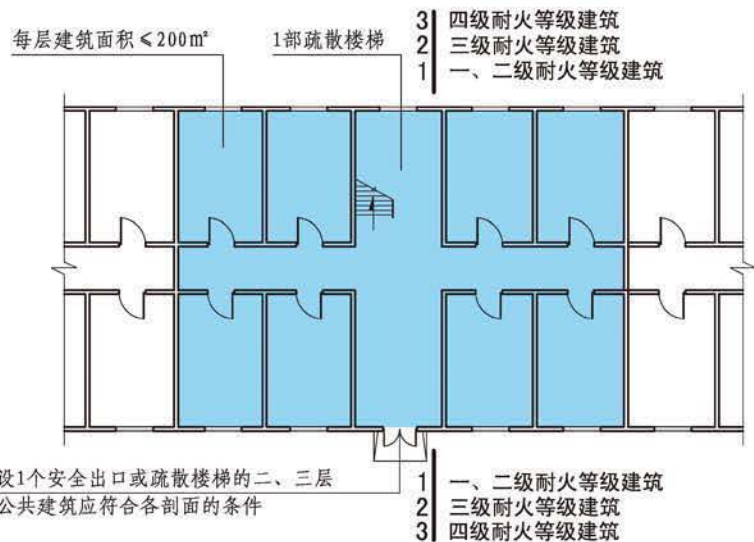 3 四级耐火等级建筑
每层建筑面积≤200m² 1部疏散楼梯 2 三级耐火等级建筑
1 一、二级耐火等级建筑
设1个安全出口或疏散楼梯的二、三层 1 一、二级耐火等级建筑
公共建筑应符合各剖面的条件 2 三级耐火等级建筑
3 四级耐火等级建筑